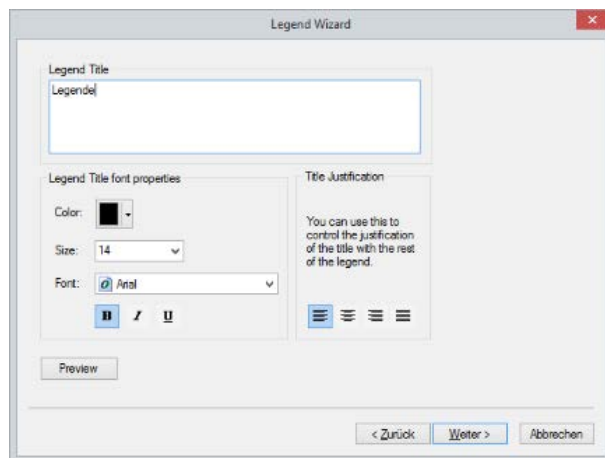 Legend Wizard
Legend Title
Legende
Legend Title font properties
Color:
Size: 14
Font: Arial
B I U
Title Justification
You can use this to
control the justification
of the title with the rest
of the legend.
Preview
< Zurück
Weiter >
Abbrechen